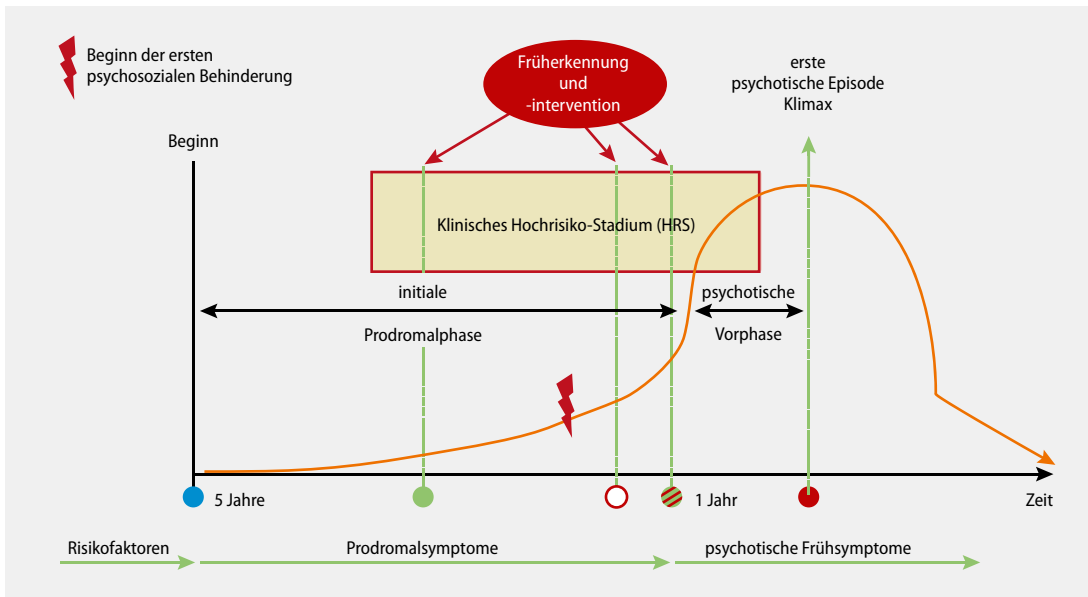 Beginn der ersten
psychosozialen Behinderung
Früherkennung
und
-intervention
erste
psychotische Episode
Klimax
Beginn
Klinisches Hochrisiko-Stadium (HRS)
initiale
Prodromalphase
psychotische
Vorphase
5 Jahre
1 Jahr
Zeit
Risikofaktoren
Prodromalsymptome
psychotische Frühsymptome